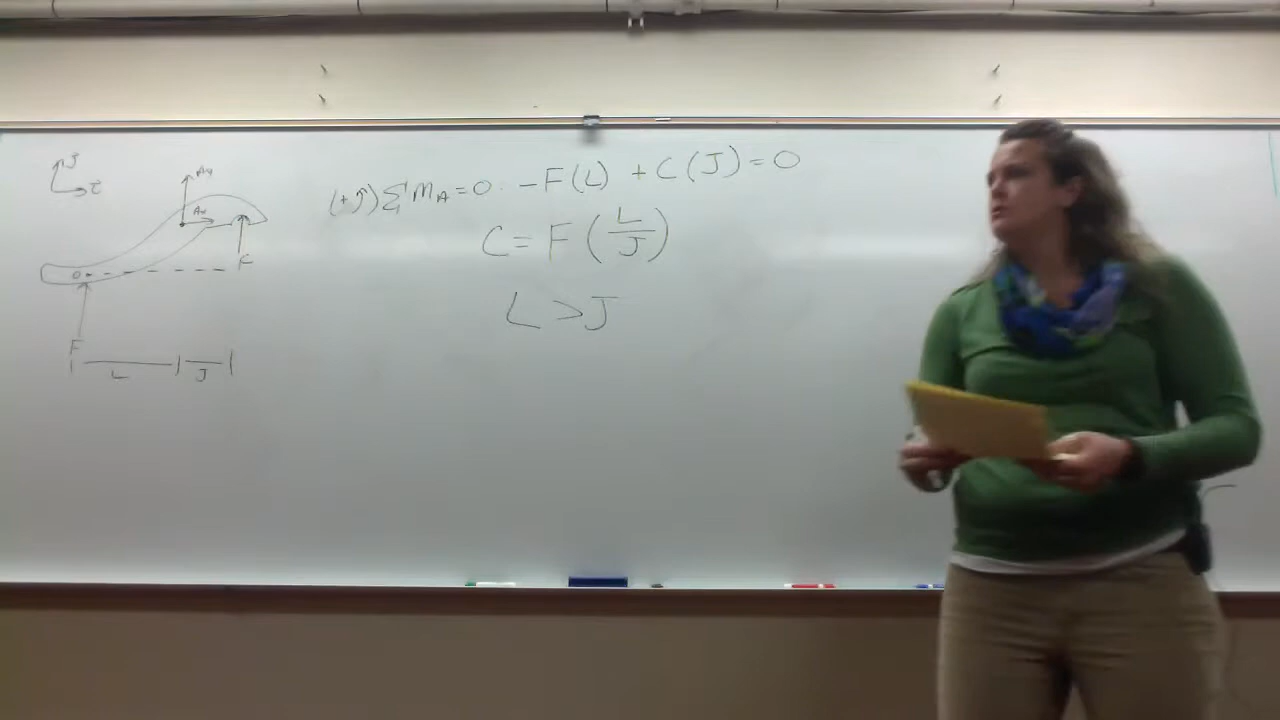 (+↶) ΣM_A = 0: -F(L) + C(J) = 0
C = F(L/J)
L > J
ĵ
Ay
Ax
F
L
J